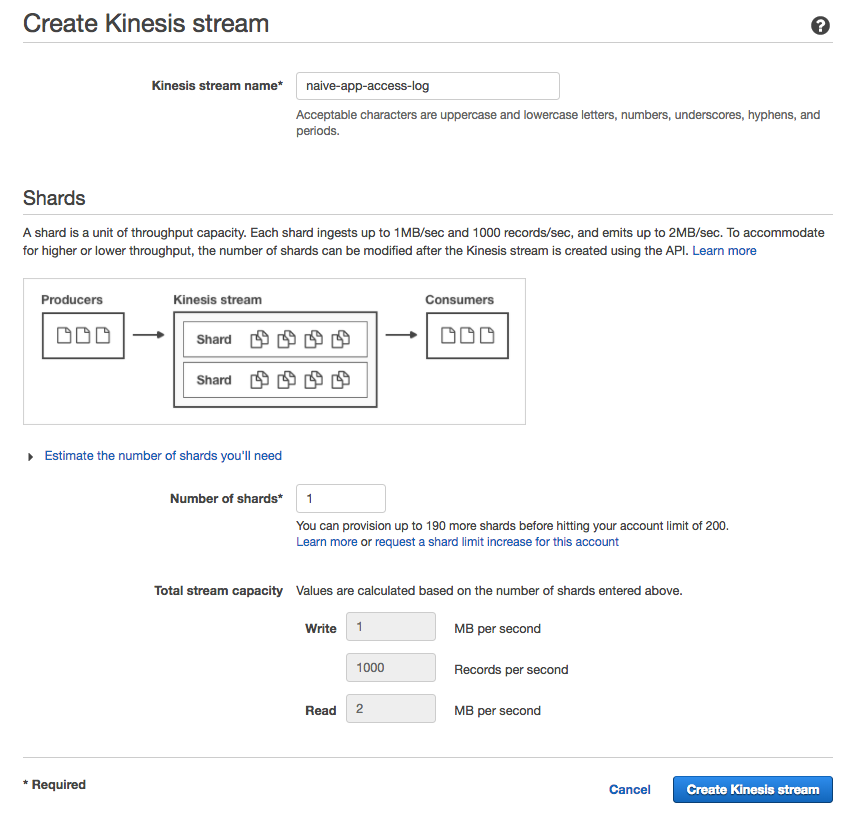 Create Kinesis stream
?
Kinesis stream name* naive-app-access-log
Acceptable characters are uppercase and lowercase letters, numbers, underscores, hyphens, and
periods.
Shards
A shard is a unit of throughput capacity. Each shard ingests up to 1MB/sec and 1000 records/sec, and emits up to 2MB/sec. To accommodate
for higher or lower throughput, the number of shards can be modified after the Kinesis stream is created using the API. Learn more
Producers Kinesis stream Consumers
Shard
Shard
Estimate the number of shards you'll need
Number of shards* 1
You can provision up to 190 more shards before hitting your account limit of 200.
Learn more or request a shard limit increase for this account
Total stream capacity Values are calculated based on the number of shards entered above.
Write 1 MB per second
1000 Records per second
Read 2 MB per second
* Required
Cancel Create Kinesis stream